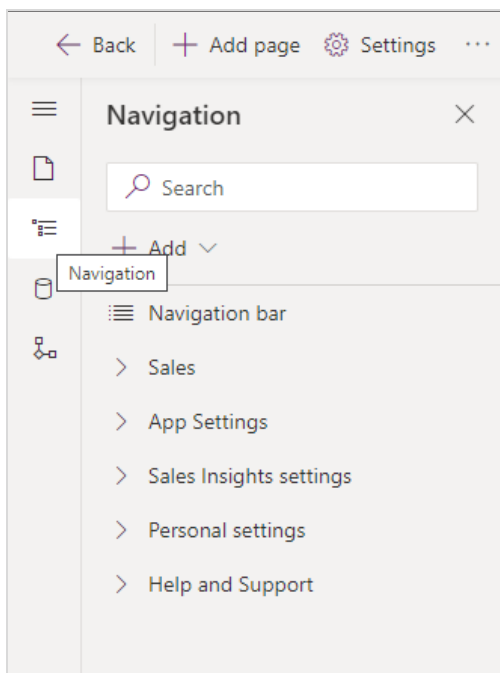 Back Add page Settings ...
Navigation
Search
Add
Navigation
Navigation bar
Sales
App Settings
Sales Insights settings
Personal settings
Help and Support